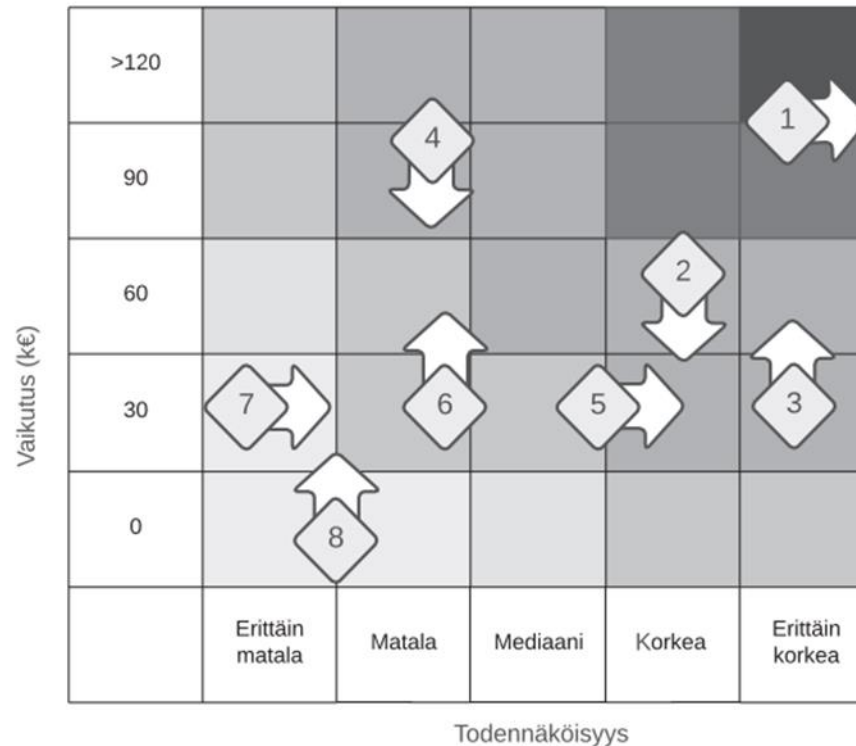 >120
1
4
90
2
60
Vaikutus (k€)
30
7
6
5
3
0
8
Erittäin
matala
Matala
Mediaani
Korkea
Erittäin
korkea
Todennäköisyys